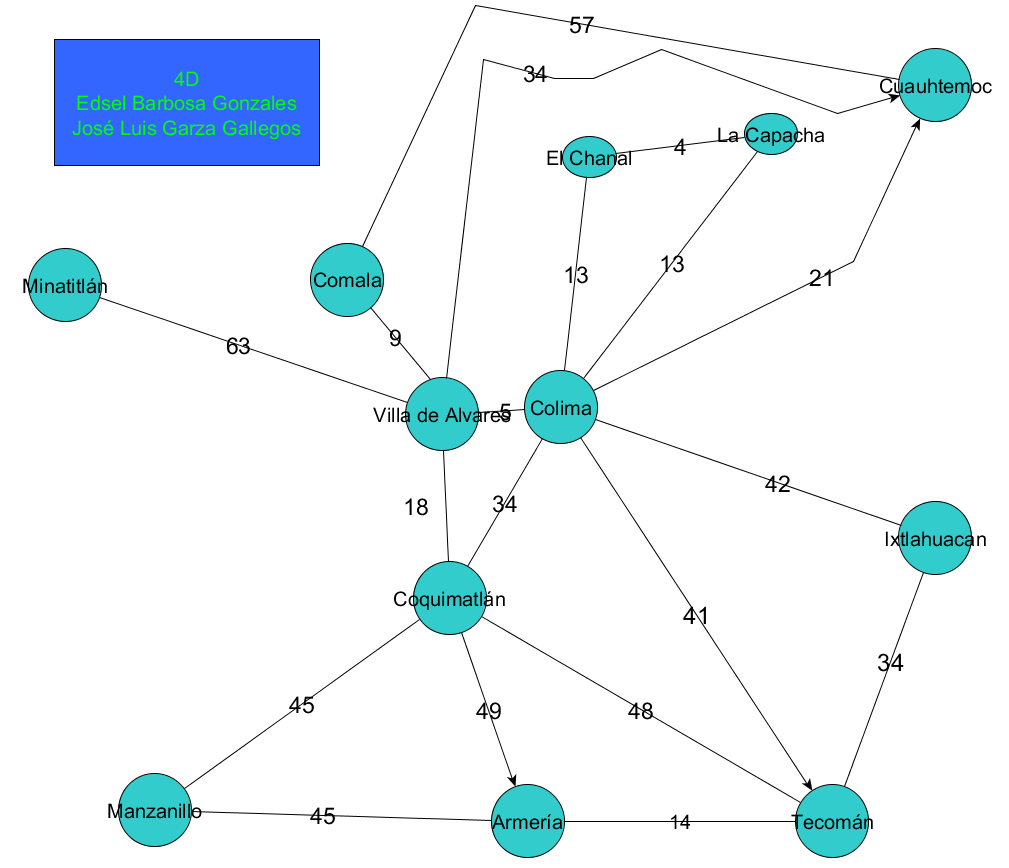 57
34
Cuauhtemoc
4D
Edsel Barbosa Gonzales
José Luis Garza Gallegos
La Capacha
4
El Chanal
13
13
21
Minatitlán
Comala
9
63
Villa de Alvares
5
Colima
18
34
42
Ixtlahuacan
Coquimatlán
41
34
45
49
48
Manzanillo
45
Armería
14
Tecomán